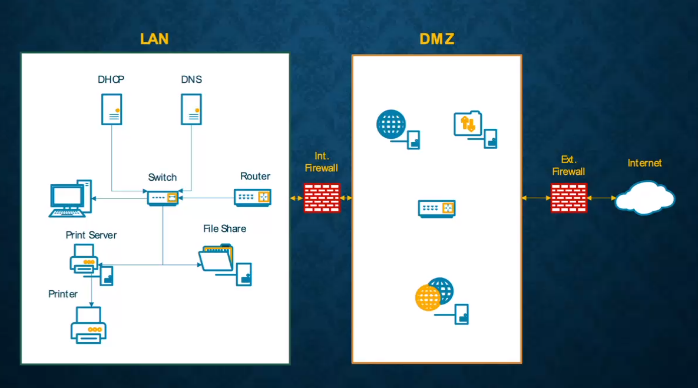 LAN
DMZ
DHCP
DNS
Switch
Router
Int.
Firewall
Ext.
Firewall
Internet
Print Server
File Share
Printer